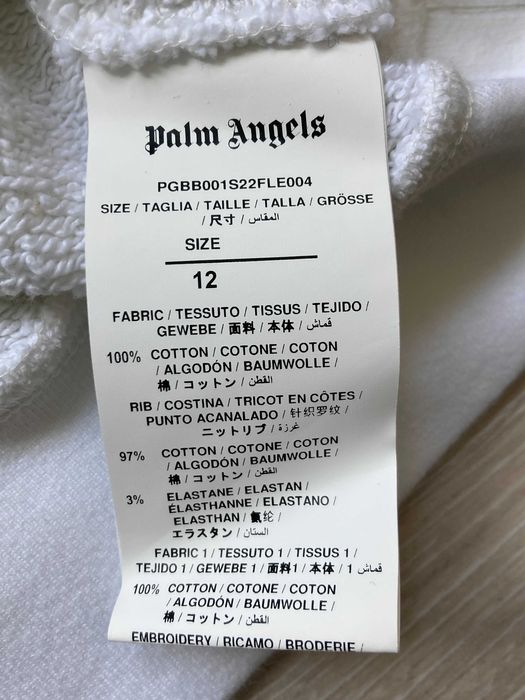 Palm Angels
PGBB001S22FLE004
SIZE / TAGLIA / TAILLE / TALLA / GRÖSSE
/ 尺寸 / المقاس
SIZE
12
FABRIC / TESSUTO / TISSUS / TEJIDO /
GEWEBE / 面料 / 本体 / قماش
100% COTTON / COTONE / COTON
/ ALGODÓN / BAUMWOLLE /
棉 / コットン / القطن
RIB / COSTINA / TRICOT EN CÔTES /
PUNTO ACANALADO / 针织罗纹 /
ニットリブ / غرزة
97% COTTON / COTONE / COTON
/ ALGODÓN / BAUMWOLLE /
棉 / コットン / القطن
3% ELASTANE / ELASTAN /
ÉLASTHANNE / ELASTANO /
ELASTHAN / 氨纶 /
エラスタン / الستان
FABRIC 1 / TESSUTO 1 / TISSUS 1 /
TEJIDO 1 / GEWEBE 1 / 面料1 / 本体 / قماش 1
100% COTTON / COTONE / COTON
/ ALGODÓN / BAUMWOLLE /
棉 / コットン / القطن
EMBROIDERY / RICAMO / BRODERIE /